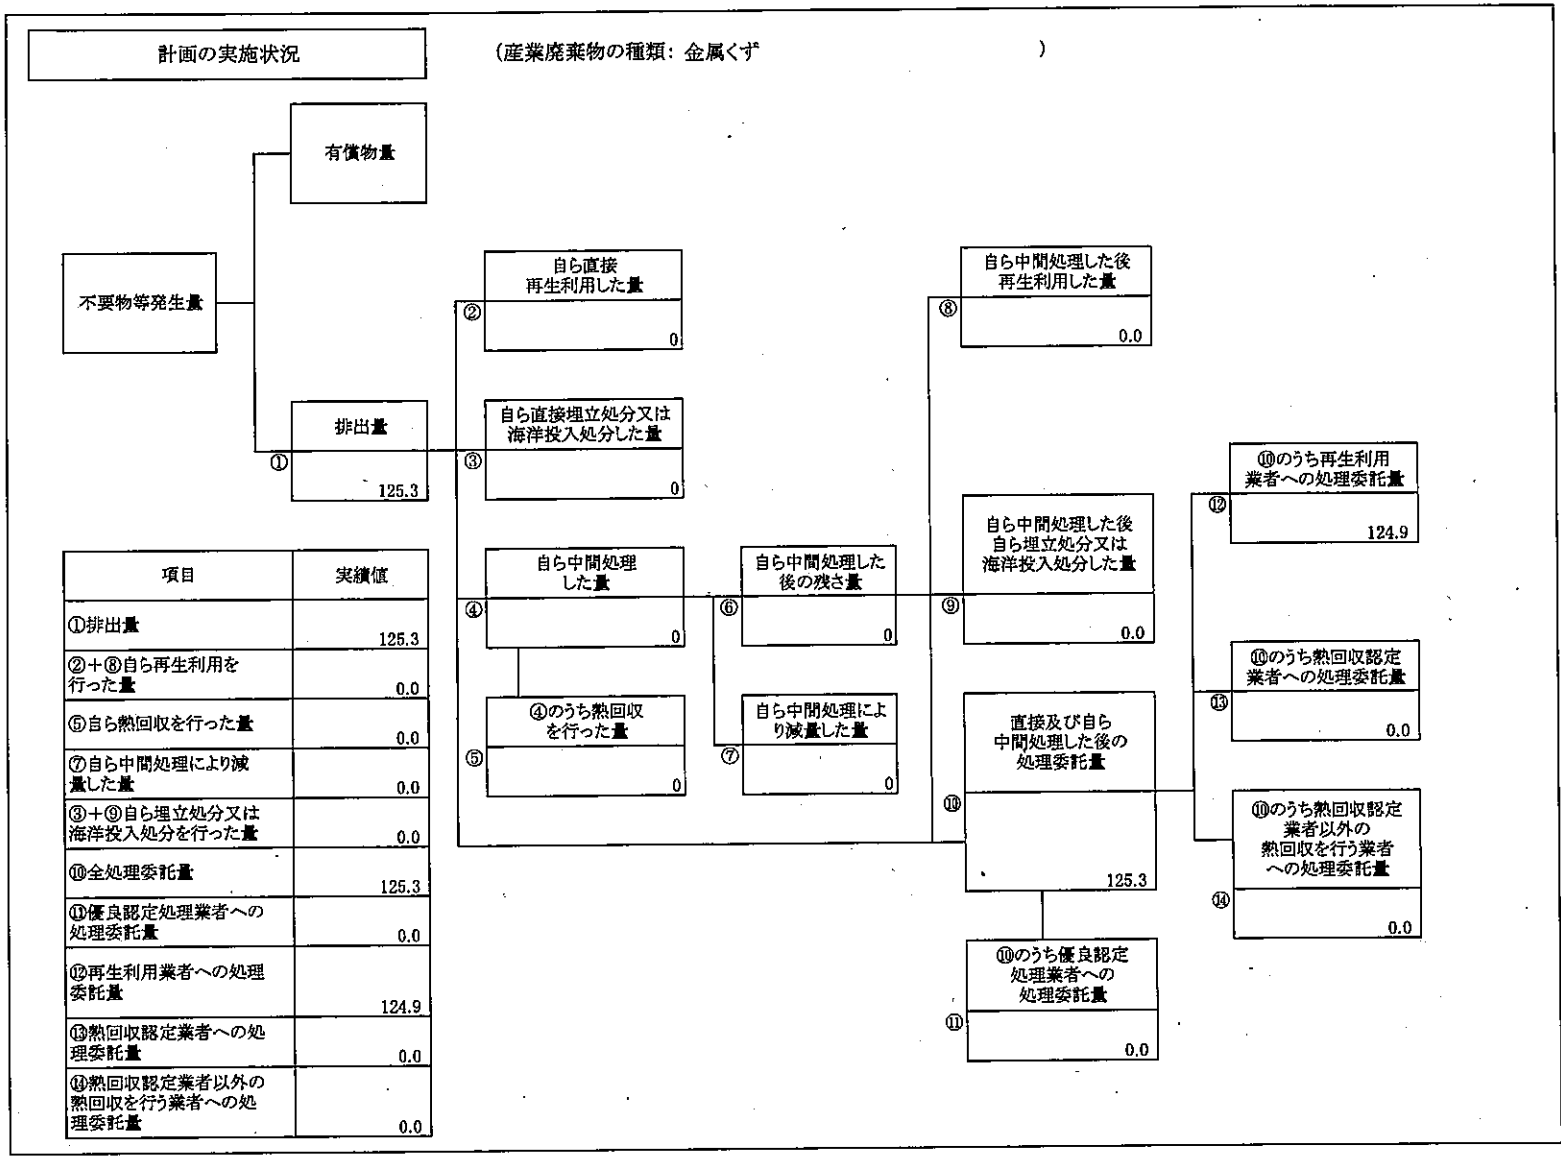 計画の実施状況
(産業廃棄物の種類: 金属くず )
有償物量
不要物等発生量
排出量
①
125.3
自ら直接
再生利用した量
②
0
自ら直接埋立処分又は
海洋投入処分した量
③
0
自ら中間処理
した量
④
0
④のうち熱回収
を行った量
⑤
0
自ら中間処理した
後の残さ量
⑥
0
自ら中間処理によ
り減量した量
⑦
0
自ら中間処理した後
再生利用した量
⑧
0.0
自ら中間処理した後
自ら埋立処分又は
海洋投入処分した量
⑨
0.0
直接及び自ら
中間処理した後の
処理委託量
⑩
125.3
⑩のうち優良認定
処理業者への
処理委託量
⑪
0.0
⑩のうち再生利用
業者への処理委託量
⑫
124.9
⑩のうち熱回収認定
業者への処理委託量
⑬
0.0
⑩のうち熱回収認定
業者以外の
熱回収を行う業者
への処理委託量
⑭
0.0
項目 実績値
①排出量
125.3
②+⑧自ら再生利用を
行った量 0.0
⑤自ら熱回収を行った量
0.0
⑦自ら中間処理により減
量した量 0.0
③+⑨自ら埋立処分又は
海洋投入処分を行った量 0.0
⑩全処理委託量
125.3
⑪優良認定処理業者への
処理委託量 0.0
⑫再生利用業者への処理
委託量
124.9
⑬熱回収認定業者への処
理委託量 0.0
⑭熱回収認定業者以外の
熱回収を行う業者への処
理委託量 0.0